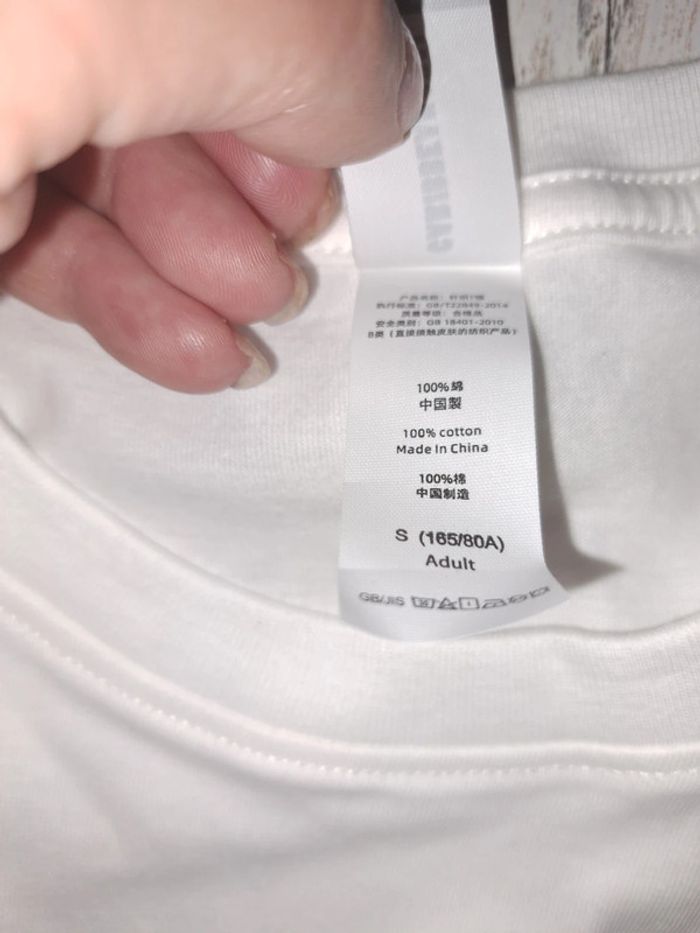 产品名称：针织T恤
执行标准：GB/T22849-2014
质量等级：合格品
安全类别：GB 18401-2010
B类（直接接触皮肤的纺织产品）
100%綿
中国製
100% cotton
Made In China
100%棉
中国制造
S (165/80A)
Adult
GB/JIS